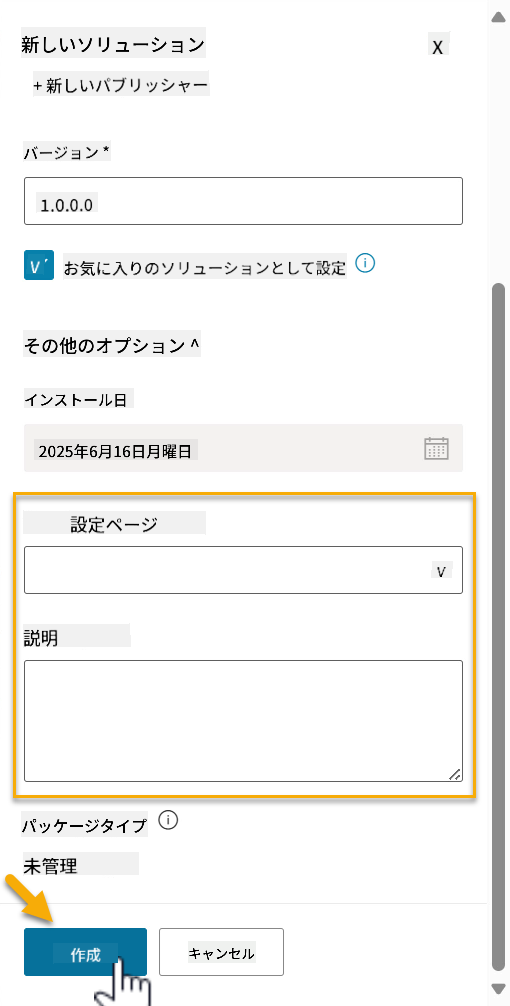 新しいソリューション
X
+ 新しいパブリッシャー
バージョン *
1.0.0.0
V お気に入りのソリューションとして設定
その他のオプション ^
インストール日
2025年6月16日月曜日
設定ページ
V
説明
パッケージタイプ
未管理
作成
キャンセル